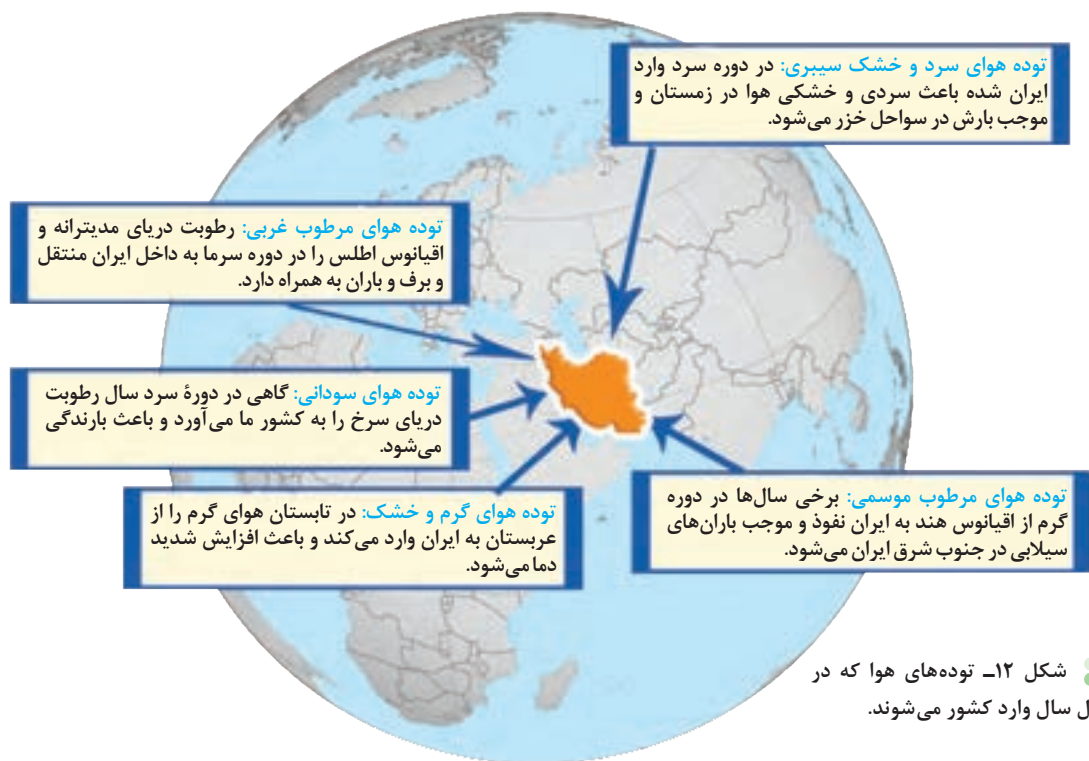 توده هوای سرد و خشک سیبری: در دوره سرد وارد
ایران شده باعث سردی و خشکی هوا در زمستان و
موجب بارش در سواحل خزر می‌شود.
توده هوای مرطوب غربی: رطوبت دریای مدیترانه و
اقیانوس اطلس را در دوره سرما به داخل ایران منتقل
و برف و باران به همراه دارد.
توده هوای سودانی: گاهی در دورهٔ سرد سال رطوبت
دریای سرخ را به کشور ما می‌آورد و باعث بارندگی
می‌شود.
توده هوای گرم و خشک: در تابستان هوای گرم را از
عربستان به ایران وارد می‌کند و باعث افزایش شدید
دما می‌شود.
توده هوای مرطوب موسمی: برخی سال‌ها در دوره
گرم از اقیانوس هند به ایران نفوذ و موجب باران‌های
سیلابی در جنوب شرق ایران می‌شود.
شکل ۱۲ـ توده‌های هوا که در
ل سال وارد کشور می‌شوند.